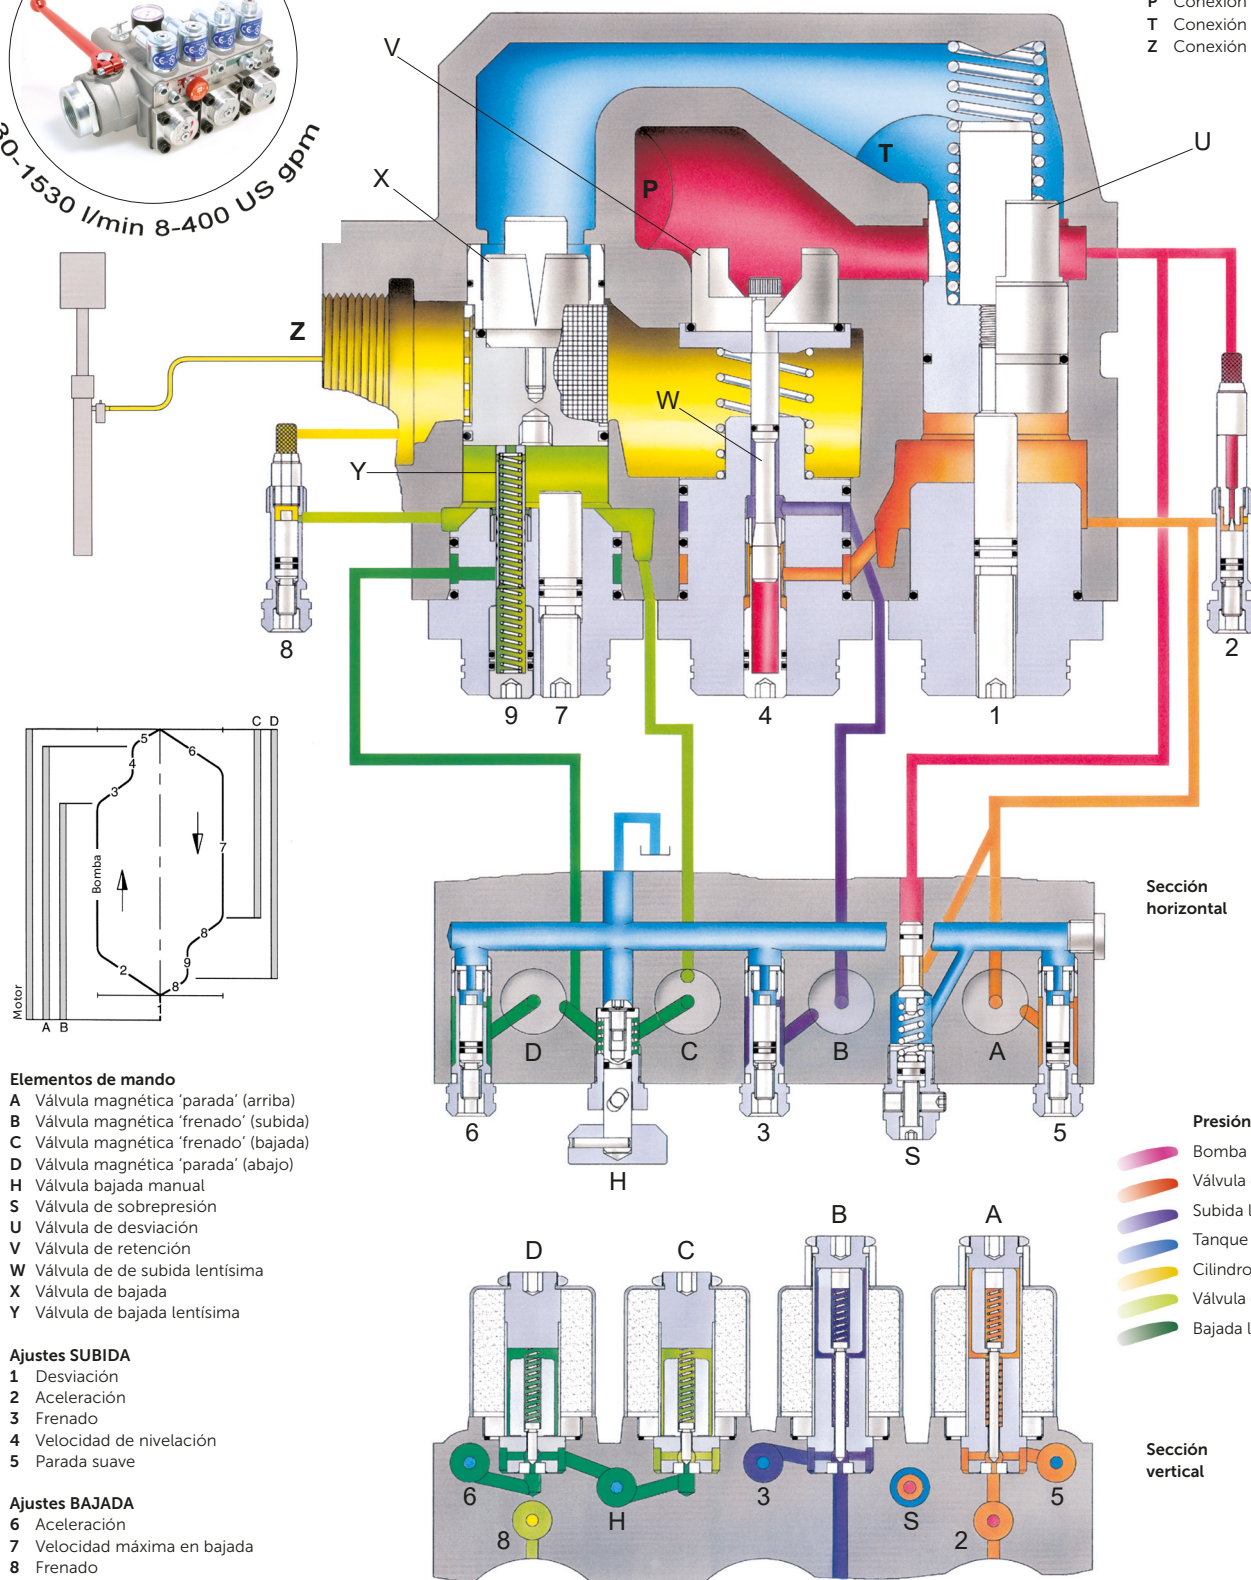 P Conexión
T Conexión
Z Conexión
30-1530 l/min 8-400 US gpm
V
X
T
U
P
Z
W
Y
8
2
9
7
4
1
C D
5
6
4
3
Bomba
7
8
2
9
8
1
Motor
A B
Sección
horizontal
D
C
B
A
6
3
5
S
H
Elementos de mando
A Válvula magnética ‘parada’ (arriba)
B Válvula magnética ‘frenado’ (subida)
C Válvula magnética ‘frenado’ (bajada)
D Válvula magnética ‘parada’ (abajo)
H Válvula bajada manual
S Válvula de sobrepresión
U Válvula de desviación
V Válvula de retención
W Válvula de de subida lentísima
X Válvula de bajada
Y Válvula de bajada lentísima
Ajustes SUBIDA
1 Desviación
2 Aceleración
3 Frenado
4 Velocidad de nivelación
5 Parada suave
Ajustes BAJADA
6 Aceleración
7 Velocidad máxima en bajada
8 Frenado
Presión
Bomba
Válvula
Subida l
Tanque
Cilindro
Válvula
Bajada l
D
C
B
A
6
8
H
3
S
2
5
Sección
vertical